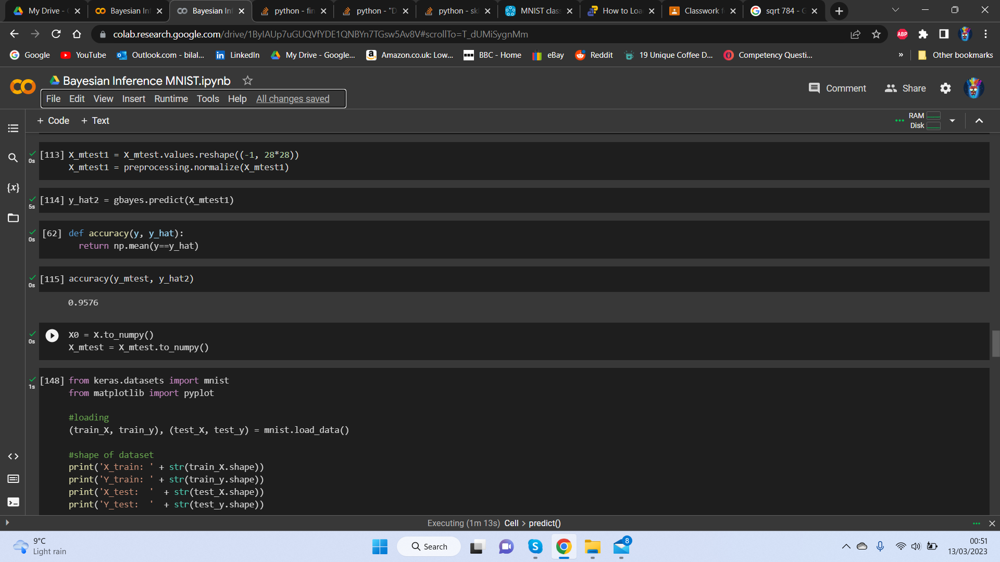 My Drive - 
Bayesian In
Bayesian Inf
python - fin
python - "D
python - skl
MNIST clas
How to Loa
Classwork f
sqrt 784 - G
colab.research.google.com/drive/1ByIAUp7uGUQVfYDE1QNBYn7TGsw5Av8V#scrollTo=T_dUMiSygnMm
ABP
Google
YouTube
Outlook.com - bilal...
LinkedIn
My Drive - Google...
Amazon.co.uk: Low...
BBC - Home
eBay
Reddit
19 Unique Coffee D...
Competency Questi...
»
Other bookmarks
Bayesian Inference MNIST.ipynb
Comment
Share
File Edit View Insert Runtime Tools Help All changes saved
+ Code + Text
RAM
Disk
[113] X_mtest1 = X_mtest.values.reshape((-1, 28*28))
0s
X_mtest1 = preprocessing.normalize(X_mtest1)
{x}
[114] y_hat2 = gbayes.predict(X_mtest1)
5s
[62] def accuracy(y, y_hat):
0s
return np.mean(y==y_hat)
[115] accuracy(y_mtest, y_hat2)
0s
0.9576
X0 = X.to_numpy()
0s
X_mtest = X_mtest.to_numpy()
[148] from keras.datasets import mnist
1s
from matplotlib import pyplot
#loading
(train_X, train_y), (test_X, test_y) = mnist.load_data()
#shape of dataset
print('X_train: ' + str(train_X.shape))
print('Y_train: ' + str(train_y.shape))
print('X_test:  '  + str(test_X.shape))
print('Y_test:  '  + str(test_y.shape))
Executing (1m 13s) Cell > predict()
9°C
Light rain
Search
8
00:51
13/03/2023